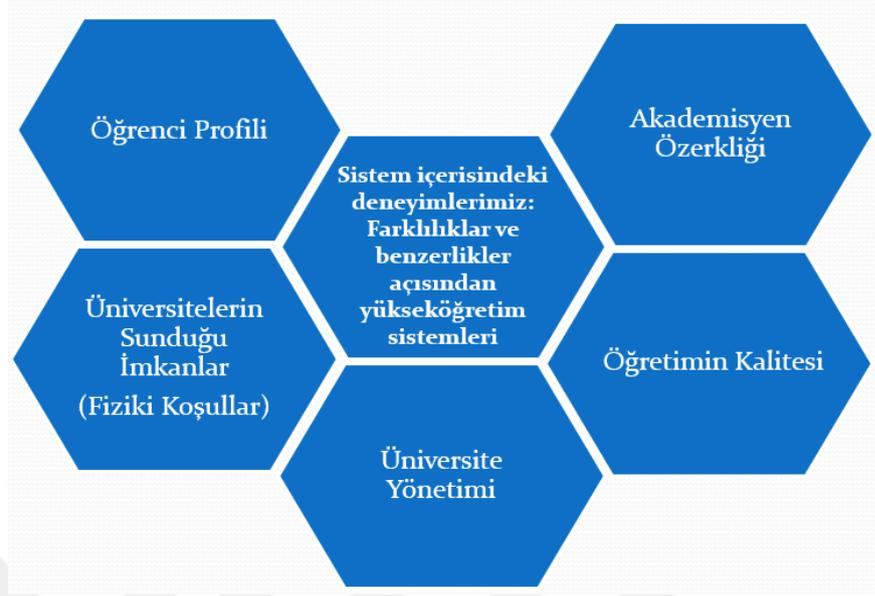 Öğrenci Profili
Akademisyen
Özerkliği
Sistem içerisindeki
deneyimlerimiz:
Farklılıklar ve
benzerlikler
açısından
yükseköğretim
sistemleri
Üniversitelerin
Sunduğu
İmkanlar
(Fiziki Koşullar)
Öğretimin Kalitesi
Üniversite
Yönetimi